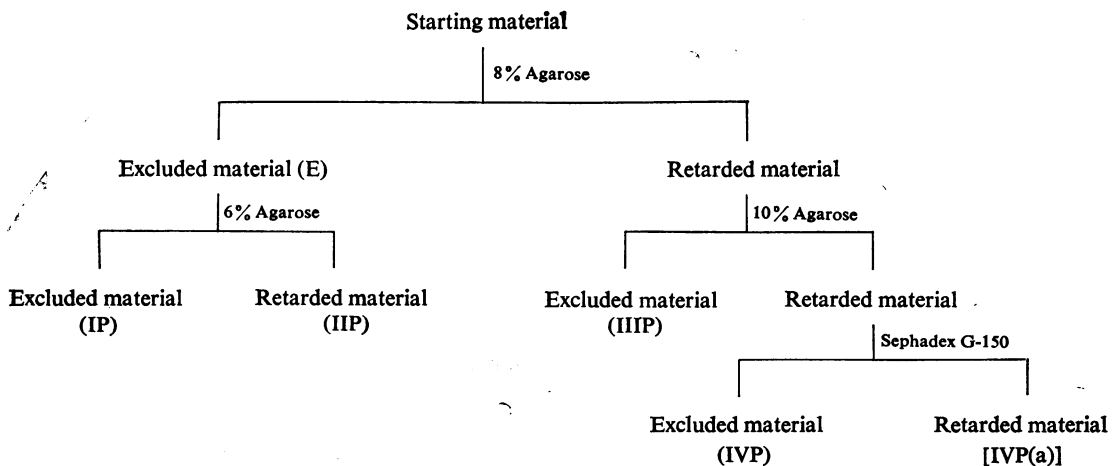 Starting material
8% Agarose
Excluded material (E)
Retarded material
6% Agarose
10% Agarose
Excluded material
(IP)
Retarded material
(IIP)
Excluded material
(IIIP)
Retarded material
Sephadex G-150
Excluded material
(IVP)
Retarded material
[IVP(a)]